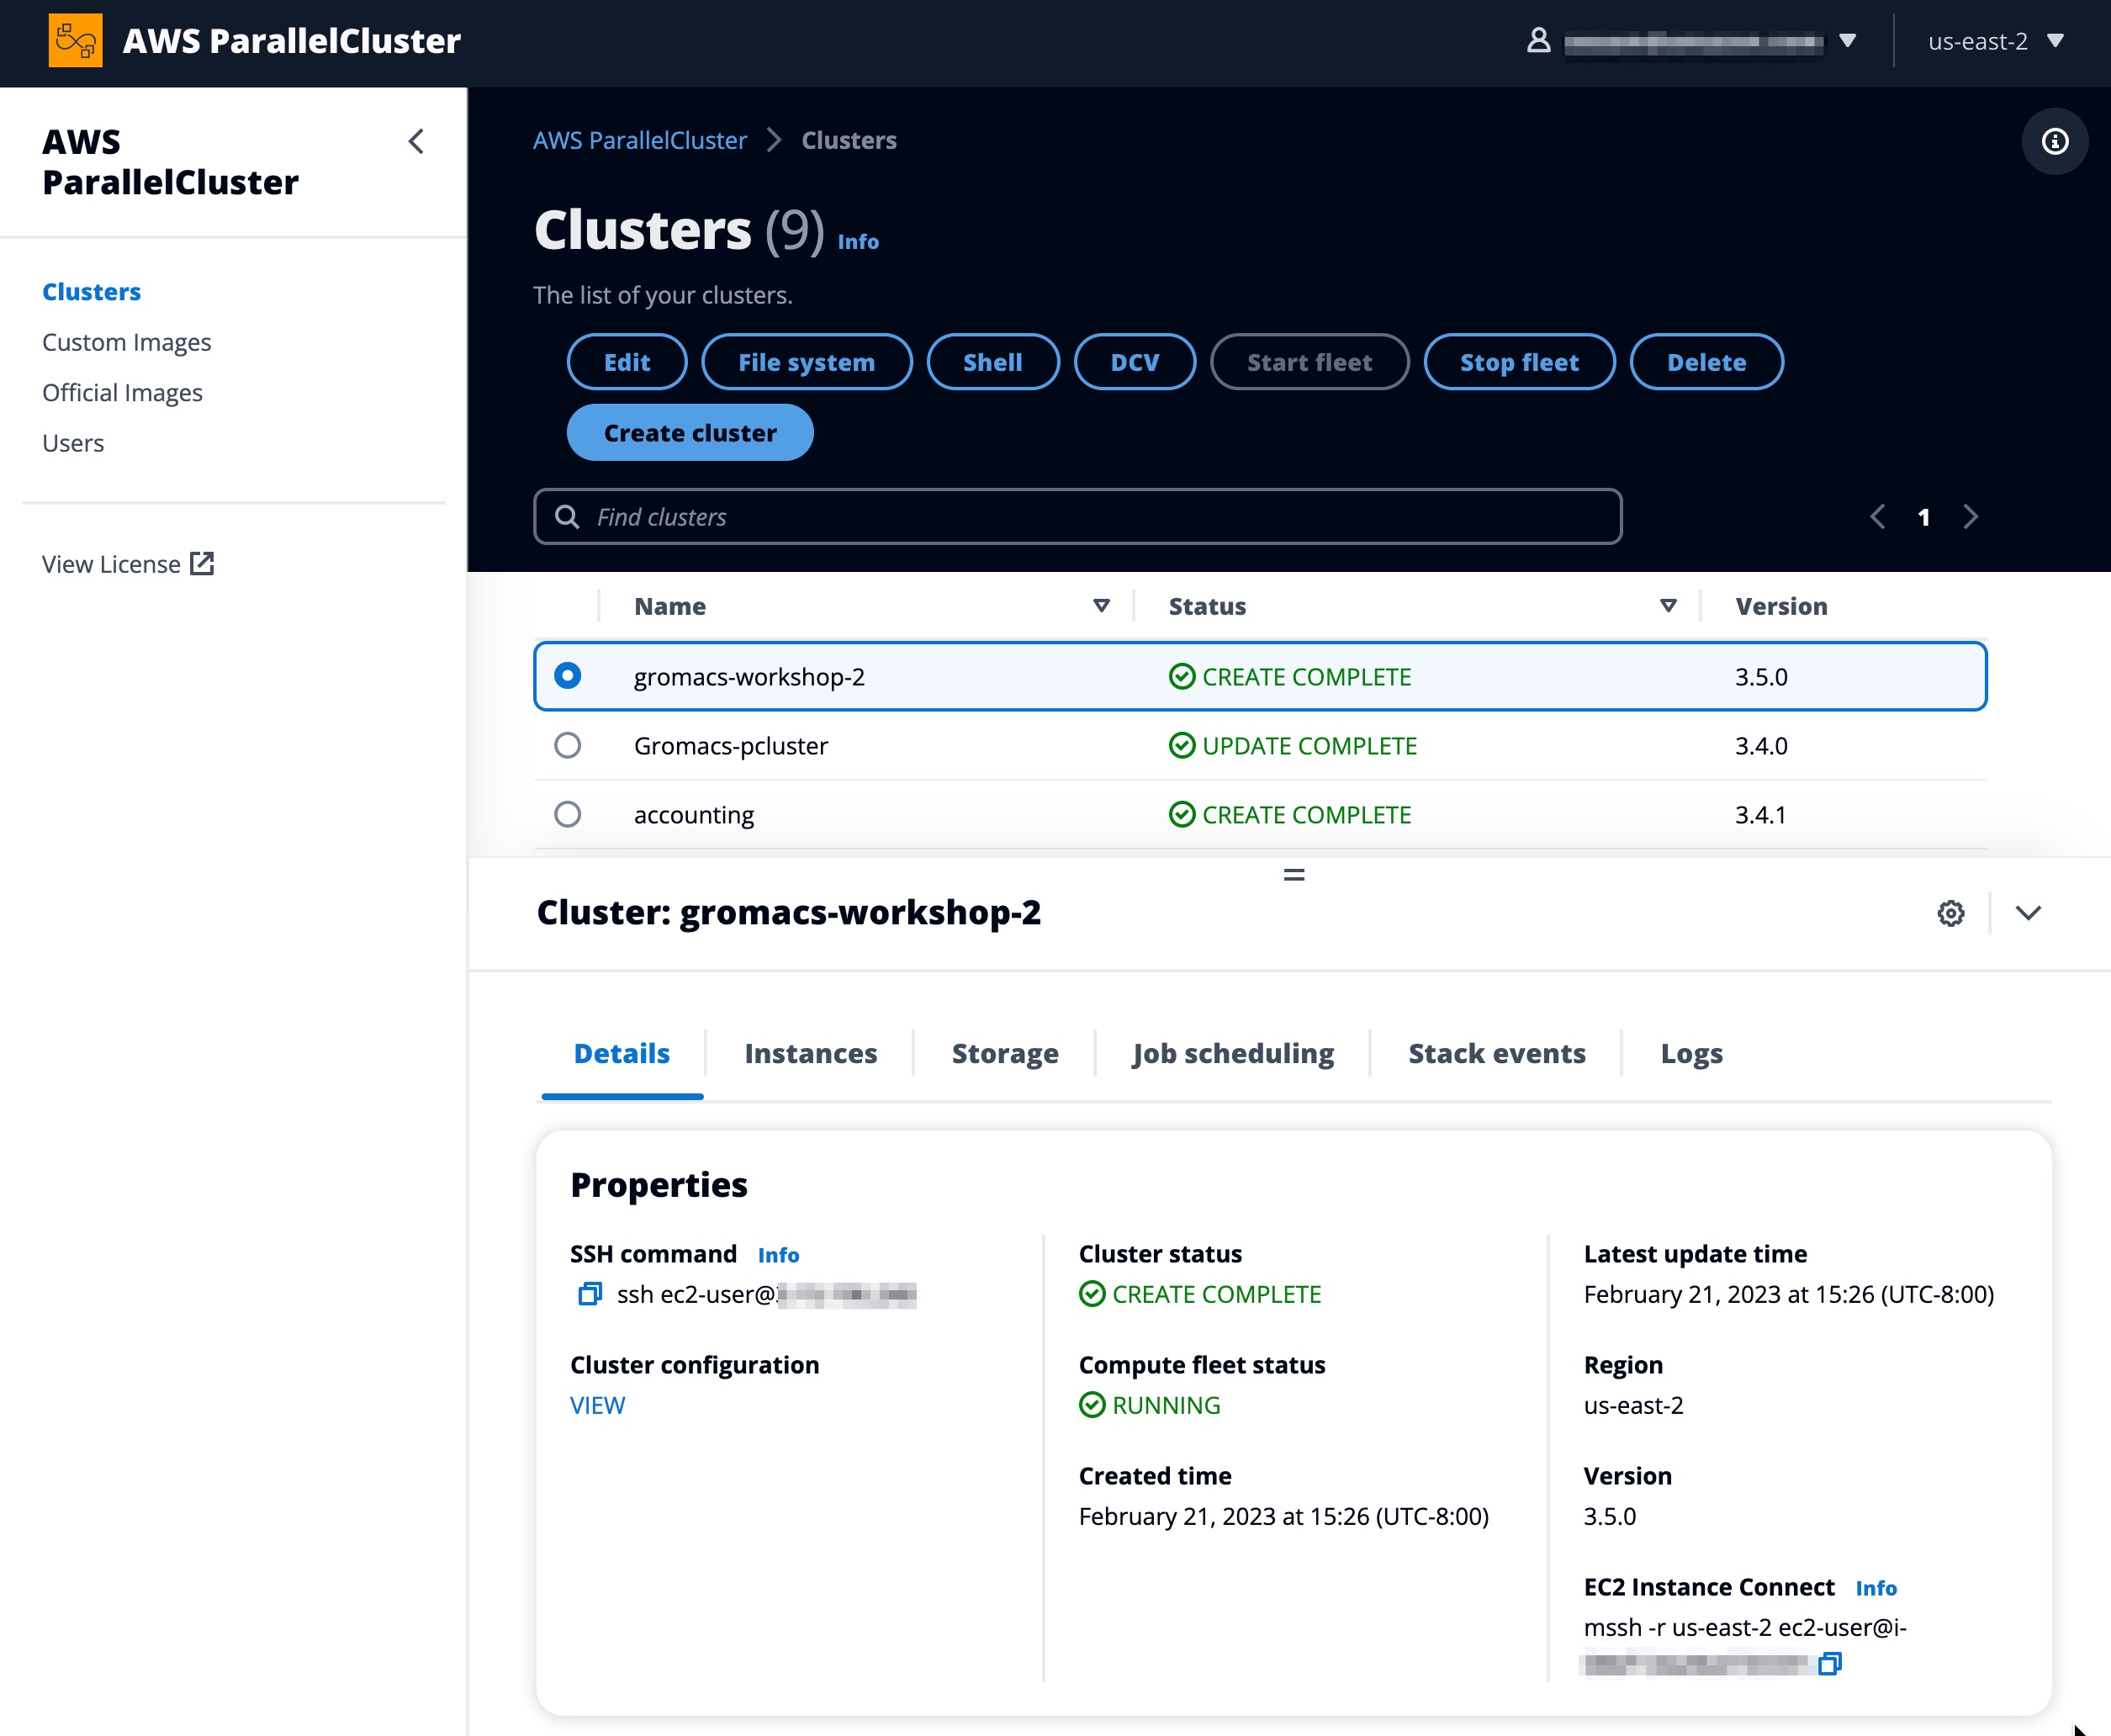 AWS ParallelCluster
us-east-2
AWS
ParallelCluster
Clusters
Custom Images
Official Images
Users
View License
AWS ParallelCluster > Clusters
Clusters (9) Info
The list of your clusters.
Edit File system Shell DCV Start fleet Stop fleet Delete
Create cluster
Find clusters
1
Name Status Version
gromacs-workshop-2 CREATE COMPLETE 3.5.0
Gromacs-pcluster UPDATE COMPLETE 3.4.0
accounting CREATE COMPLETE 3.4.1
Cluster: gromacs-workshop-2
Details Instances Storage Job scheduling Stack events Logs
Properties
SSH command Info
ssh ec2-user@
Cluster configuration
VIEW
Cluster status
CREATE COMPLETE
Compute fleet status
RUNNING
Created time
February 21, 2023 at 15:26 (UTC-8:00)
Latest update time
February 21, 2023 at 15:26 (UTC-8:00)
Region
us-east-2
Version
3.5.0
EC2 Instance Connect Info
mssh -r us-east-2 ec2-user@i-